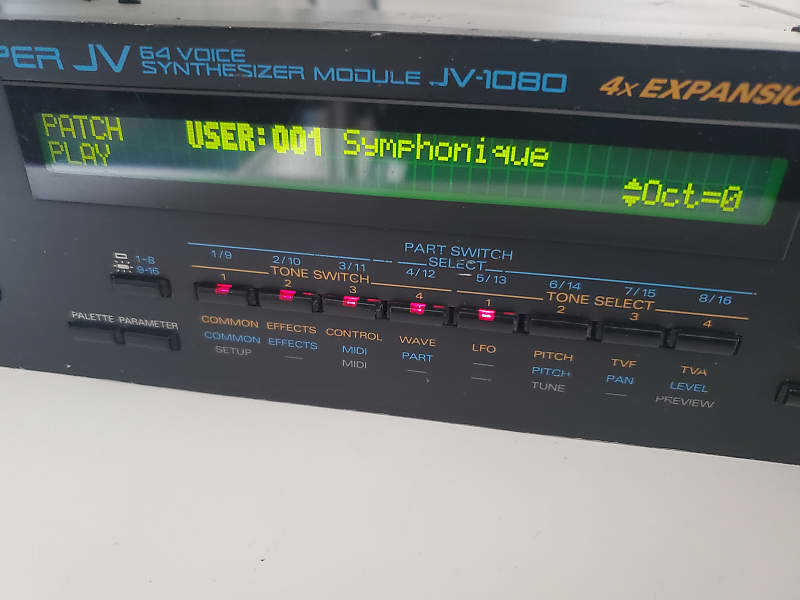 PER JV 64 VOICE
SYNTHESIZER MODULE JV-1080
4x EXPANSIO
PATCH USER:001 Symphonique
PLAY
Oct=0
PART SWITCH
SELECT
1-8
9-16
1/9 2/10 3/11 4/12 5/13 6/14 7/15 8/16
TONE SWITCH TONE SELECT
1 2 3 4 1 2 3 4
PALETTE PARAMETER
COMMON EFFECTS CONTROL WAVE LFO PITCH TVF TVA
COMMON EFFECTS MIDI PART — PITCH PAN LEVEL
SETUP — MIDI — — TUNE — PREVIEW